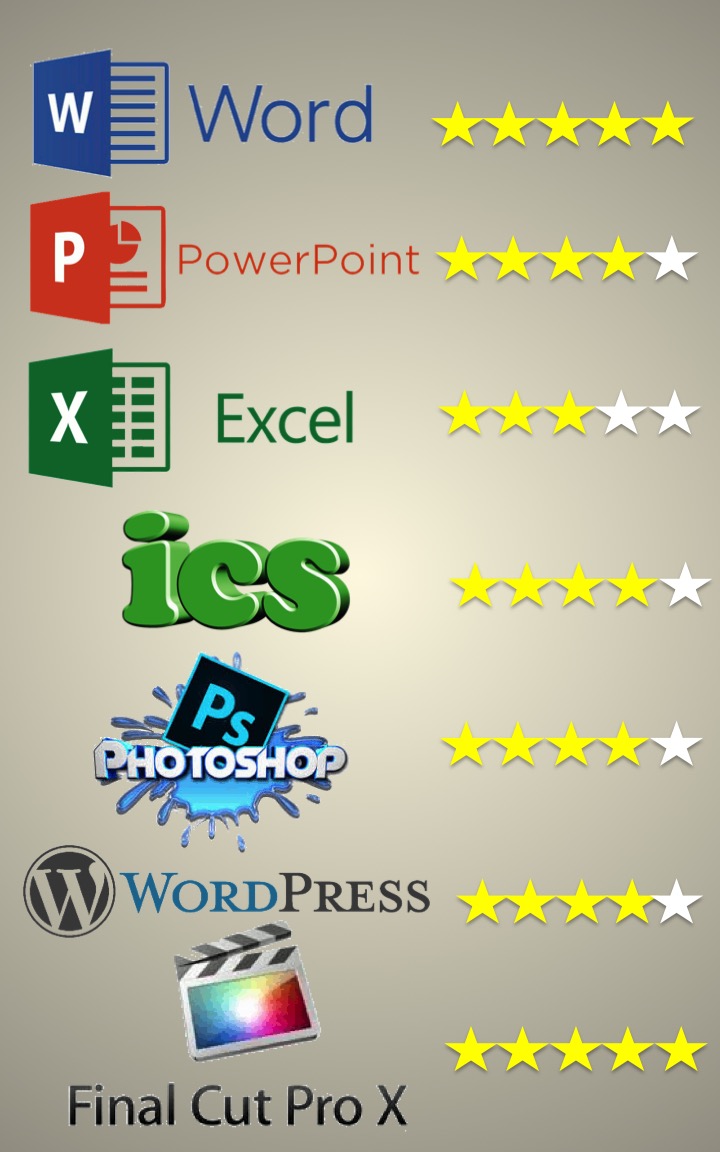 W Word
P PowerPoint
X Excel
ics
Ps
PHOTOSHOP
W WORDPRESS
Final Cut Pro X